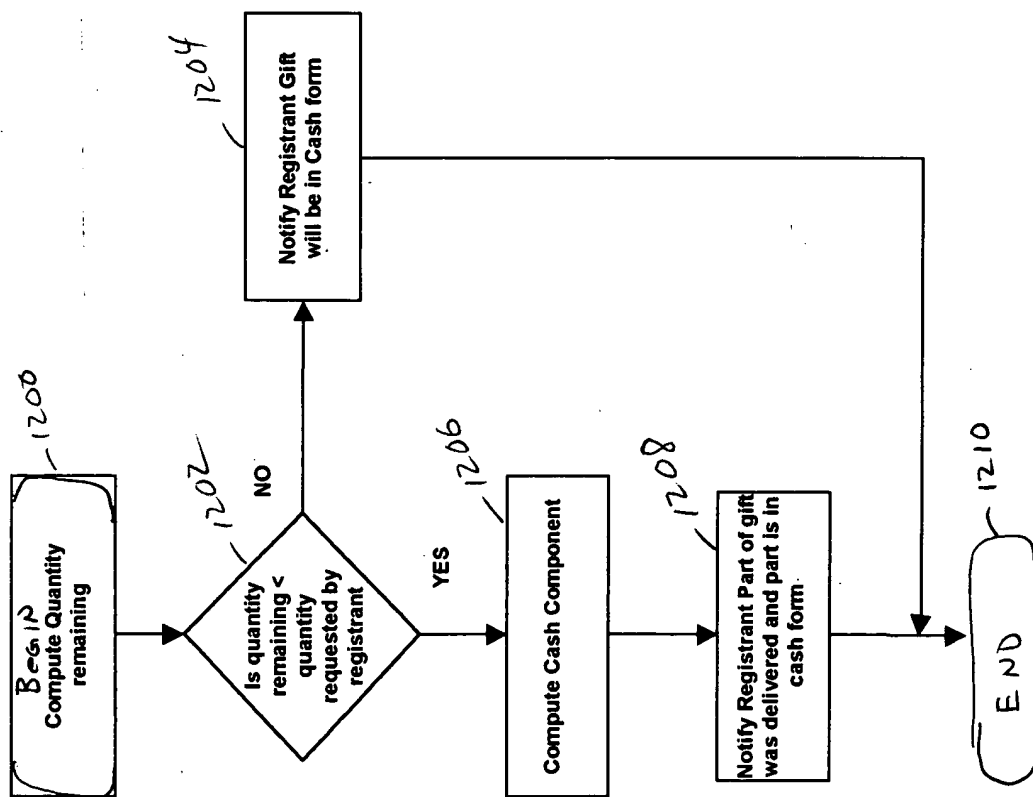 BEGIN
Compute Quantity
remaining
1200
Is quantity
remaining <
quantity
requested by
registrant
1202
NO
Notify Registrant Gift
will be in Cash form
1204
YES
Compute Cash Component
1206
Notify Registrant Part of gift
was delivered and part is in
cash form
1208
END
1210